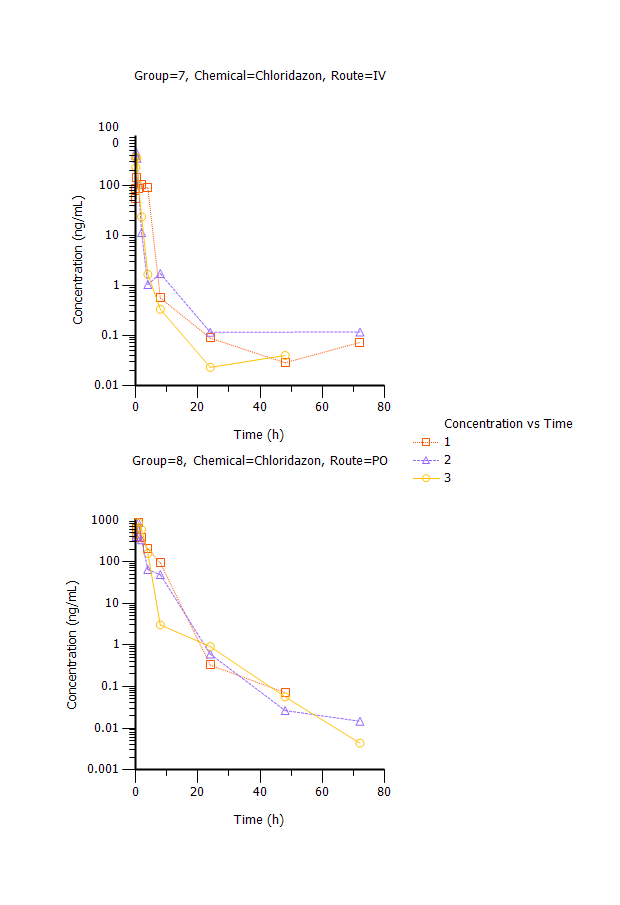 Group=7, Chemical=Chloridazon, Route=IV
100
0
100
10
1
0.1
0.01
Concentration (ng/mL)
0 20 40 60 80
Time (h)
Concentration vs Time
1
2
3
Group=8, Chemical=Chloridazon, Route=PO
1000
100
10
1
0.1
0.01
0.001
Concentration (ng/mL)
0 20 40 60 80
Time (h)